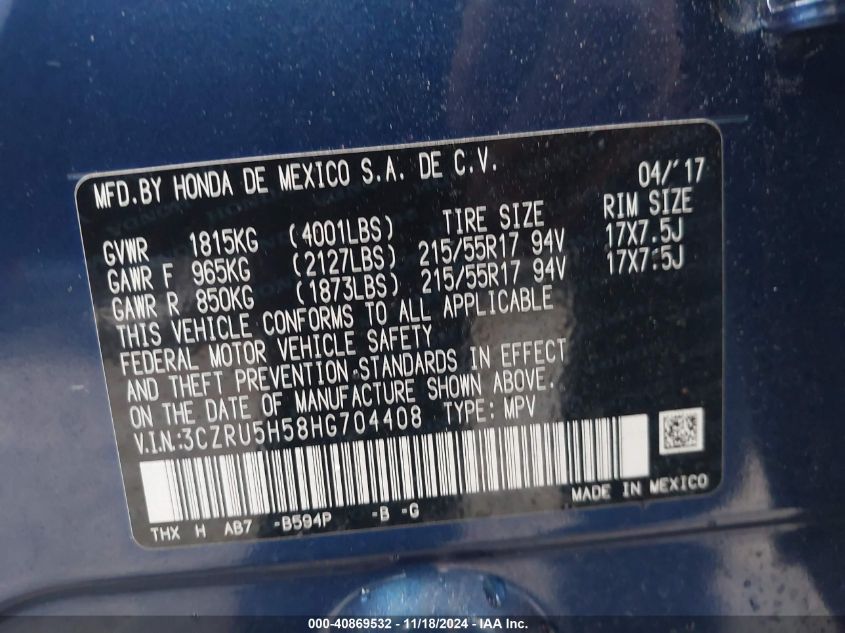 MFD.BY HONDA DE MEXICO S.A. DE C.V. 04/'17
TIRE SIZE RIM SIZE
GVWR 1815KG (4001LBS)
GAWR F 965KG (2127LBS) 215/55R17 94V 17X7.5J
GAWR R 850KG (1873LBS) 215/55R17 94V 17X7.5J
THIS VEHICLE CONFORMS TO ALL APPLICABLE
FEDERAL MOTOR VEHICLE SAFETY
AND THEFT PREVENTION STANDARDS IN EFFECT
ON THE DATE OF MANUFACTURE SHOWN ABOVE.
V.I.N:3CZRU5H58HG704408 TYPE: MPV
MADE IN MEXICO
THX H AB7 -B594P -B -G
000-40869532 - 11/18/2024 - IAA Inc.